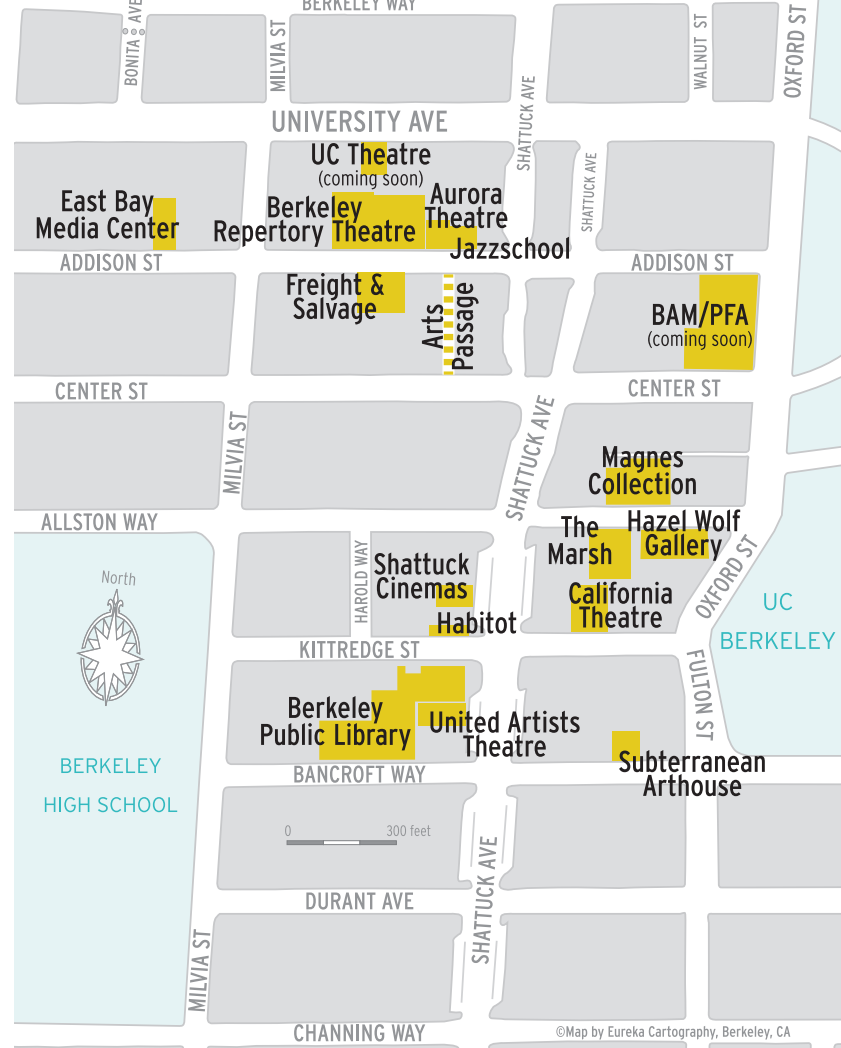 BERKELEY WAY
BONITA AVE
MILVIA ST
WALNUT ST
OXFORD ST
UNIVERSITY AVE
SHATTUCK AVE
SHATTUCK AVE
UC Theatre
(coming soon)
East Bay
Media Center
Berkeley
Repertory Theatre
Aurora
Theatre
Jazzschool
ADDISON ST
ADDISON ST
Freight &
Salvage
Arts
Passage
BAM/PFA
(coming soon)
CENTER ST
CENTER ST
MILVIA ST
SHATTUCK AVE
Magnes
Collection
ALLSTON WAY
The
Marsh
Hazel Wolf
Gallery
HAROLD WAY
Shattuck
Cinemas
Habitot
California
Theatre
OXFORD ST
North
UC
BERKELEY
KITTREDGE ST
FULTON ST
Berkeley
Public Library
United Artists
Theatre
Subterranean
Arthouse
BERKELEY
HIGH SCHOOL
BANCROFT WAY
0
300 feet
SHATTUCK AVE
DURANT AVE
MILVIA ST
CHANNING WAY
©Map by Eureka Cartography, Berkeley, CA